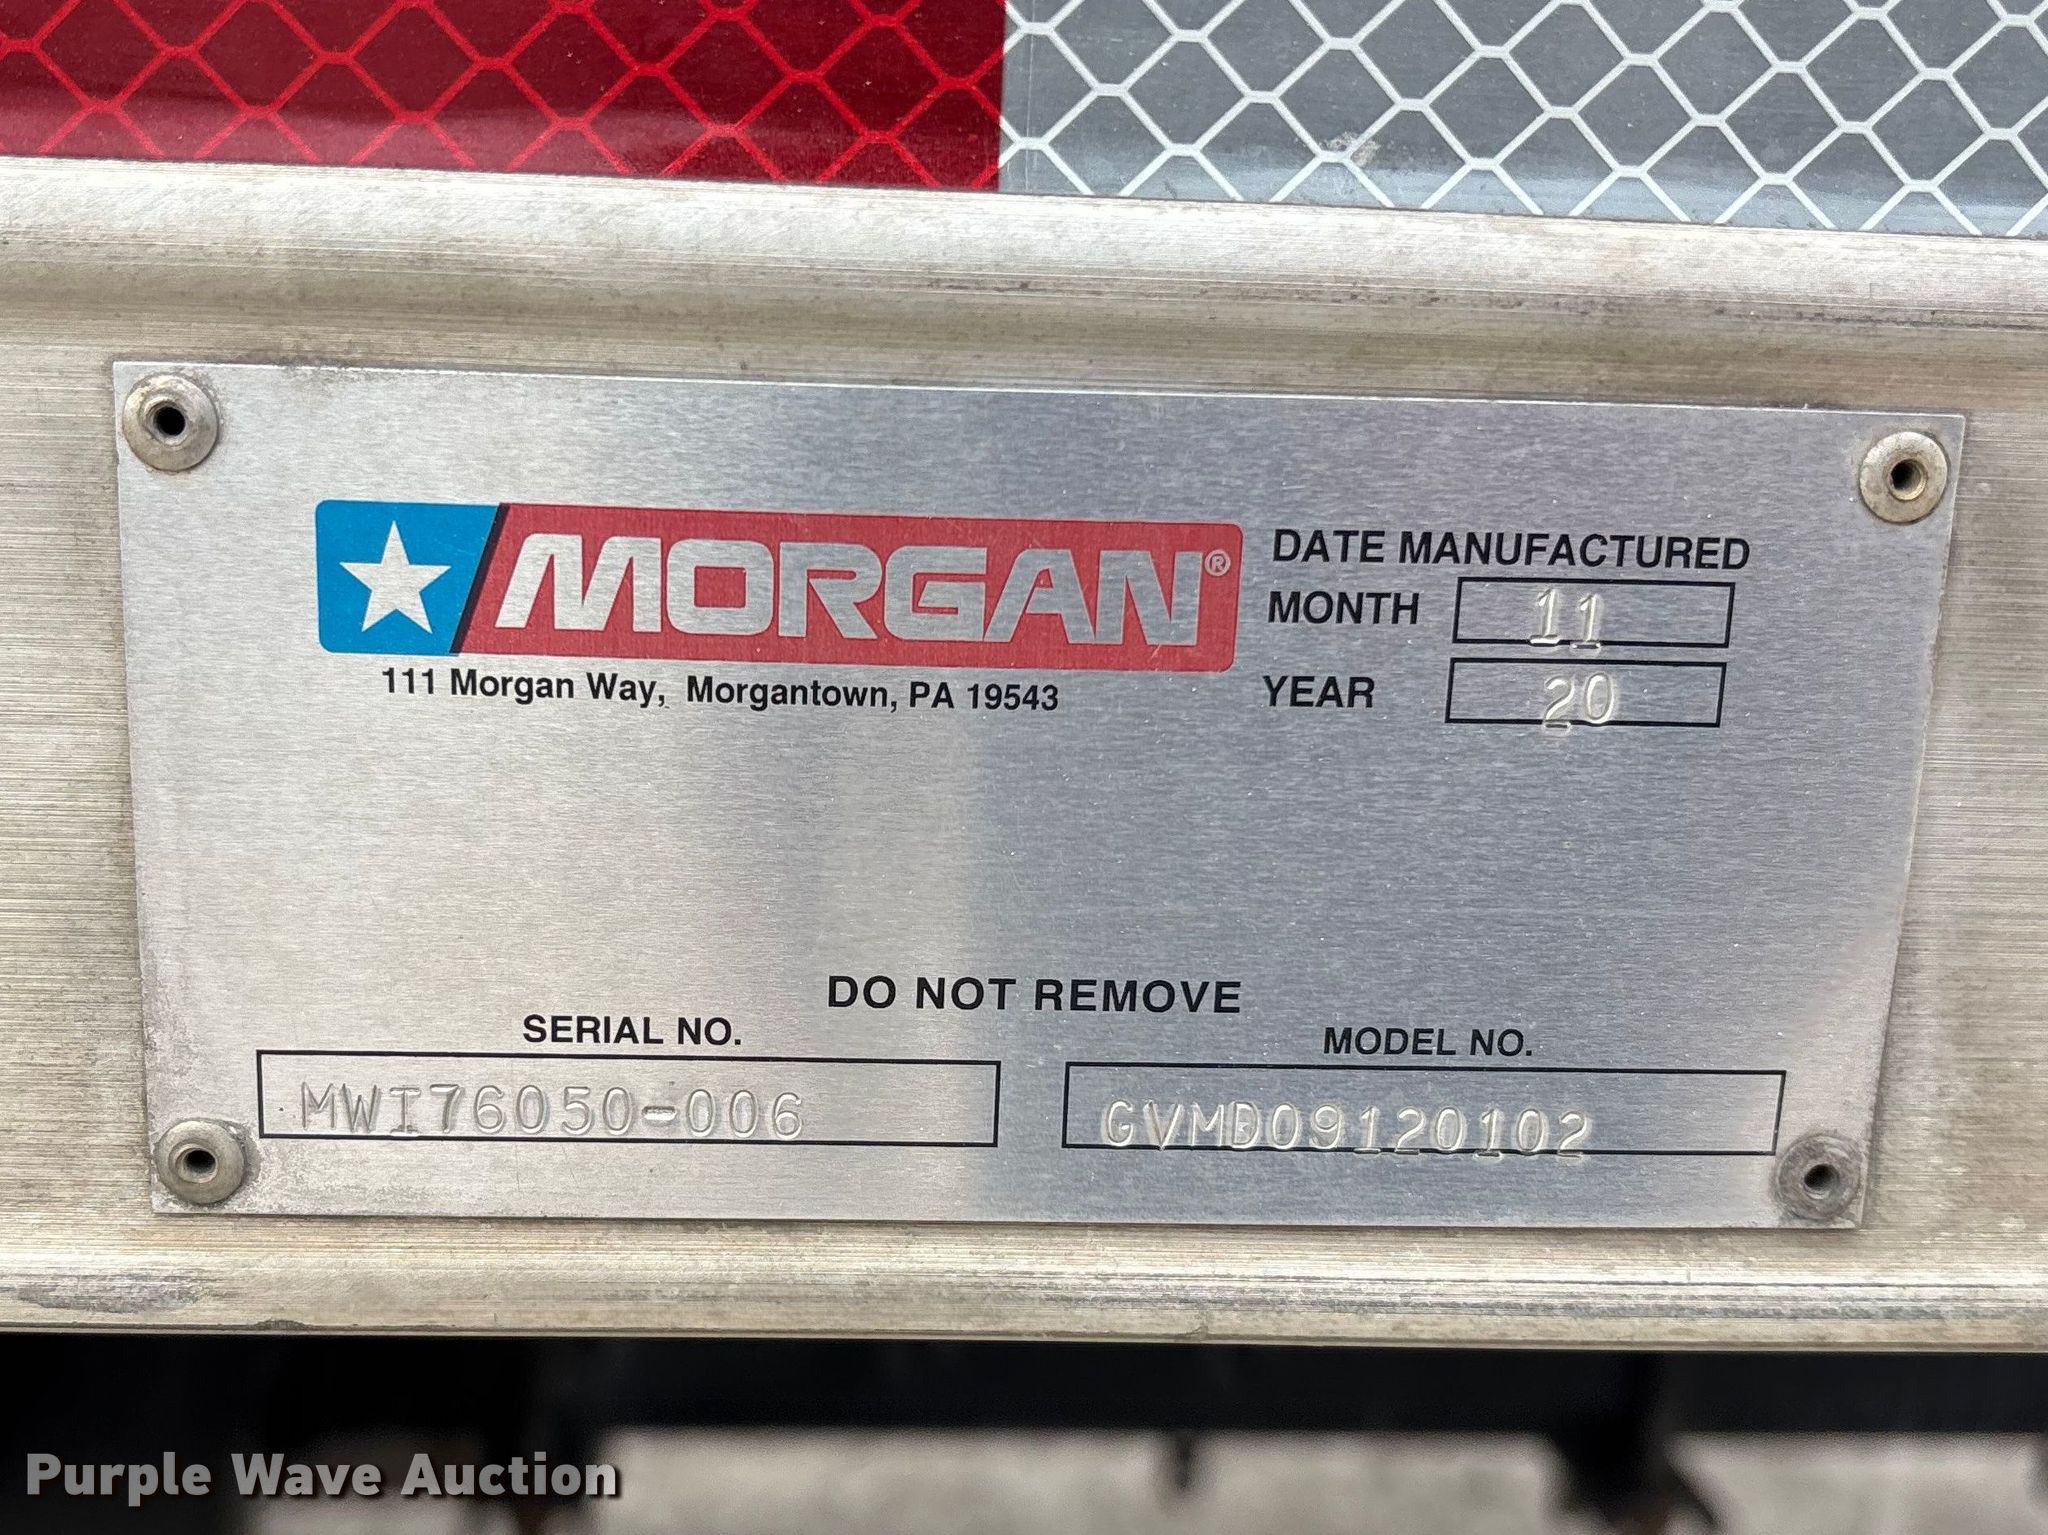 MORGAN®
111 Morgan Way, Morgantown, PA 19543
DATE MANUFACTURED
MONTH 11
YEAR 20
DO NOT REMOVE
SERIAL NO.
MWI76050-006
MODEL NO.
GVMD09120102
Purple Wave Auction